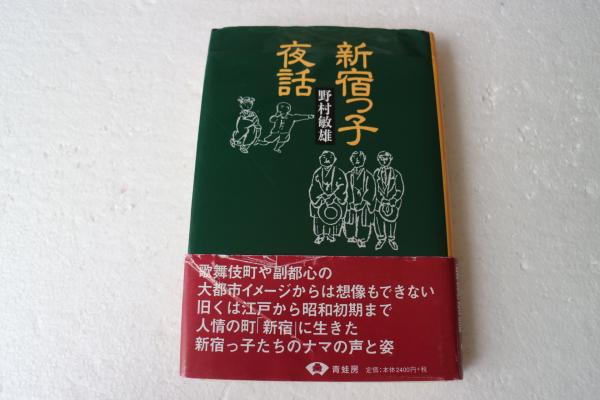 新宿っ子
夜話
野村敏雄
歌舞伎町や副都心の
大都市イメージからは想像もできない
旧くは江戸から昭和初期まで
人情の町「新宿」に生きた
新宿っ子たちのナマの声と姿
青蛙房
定価:本体2400円+税